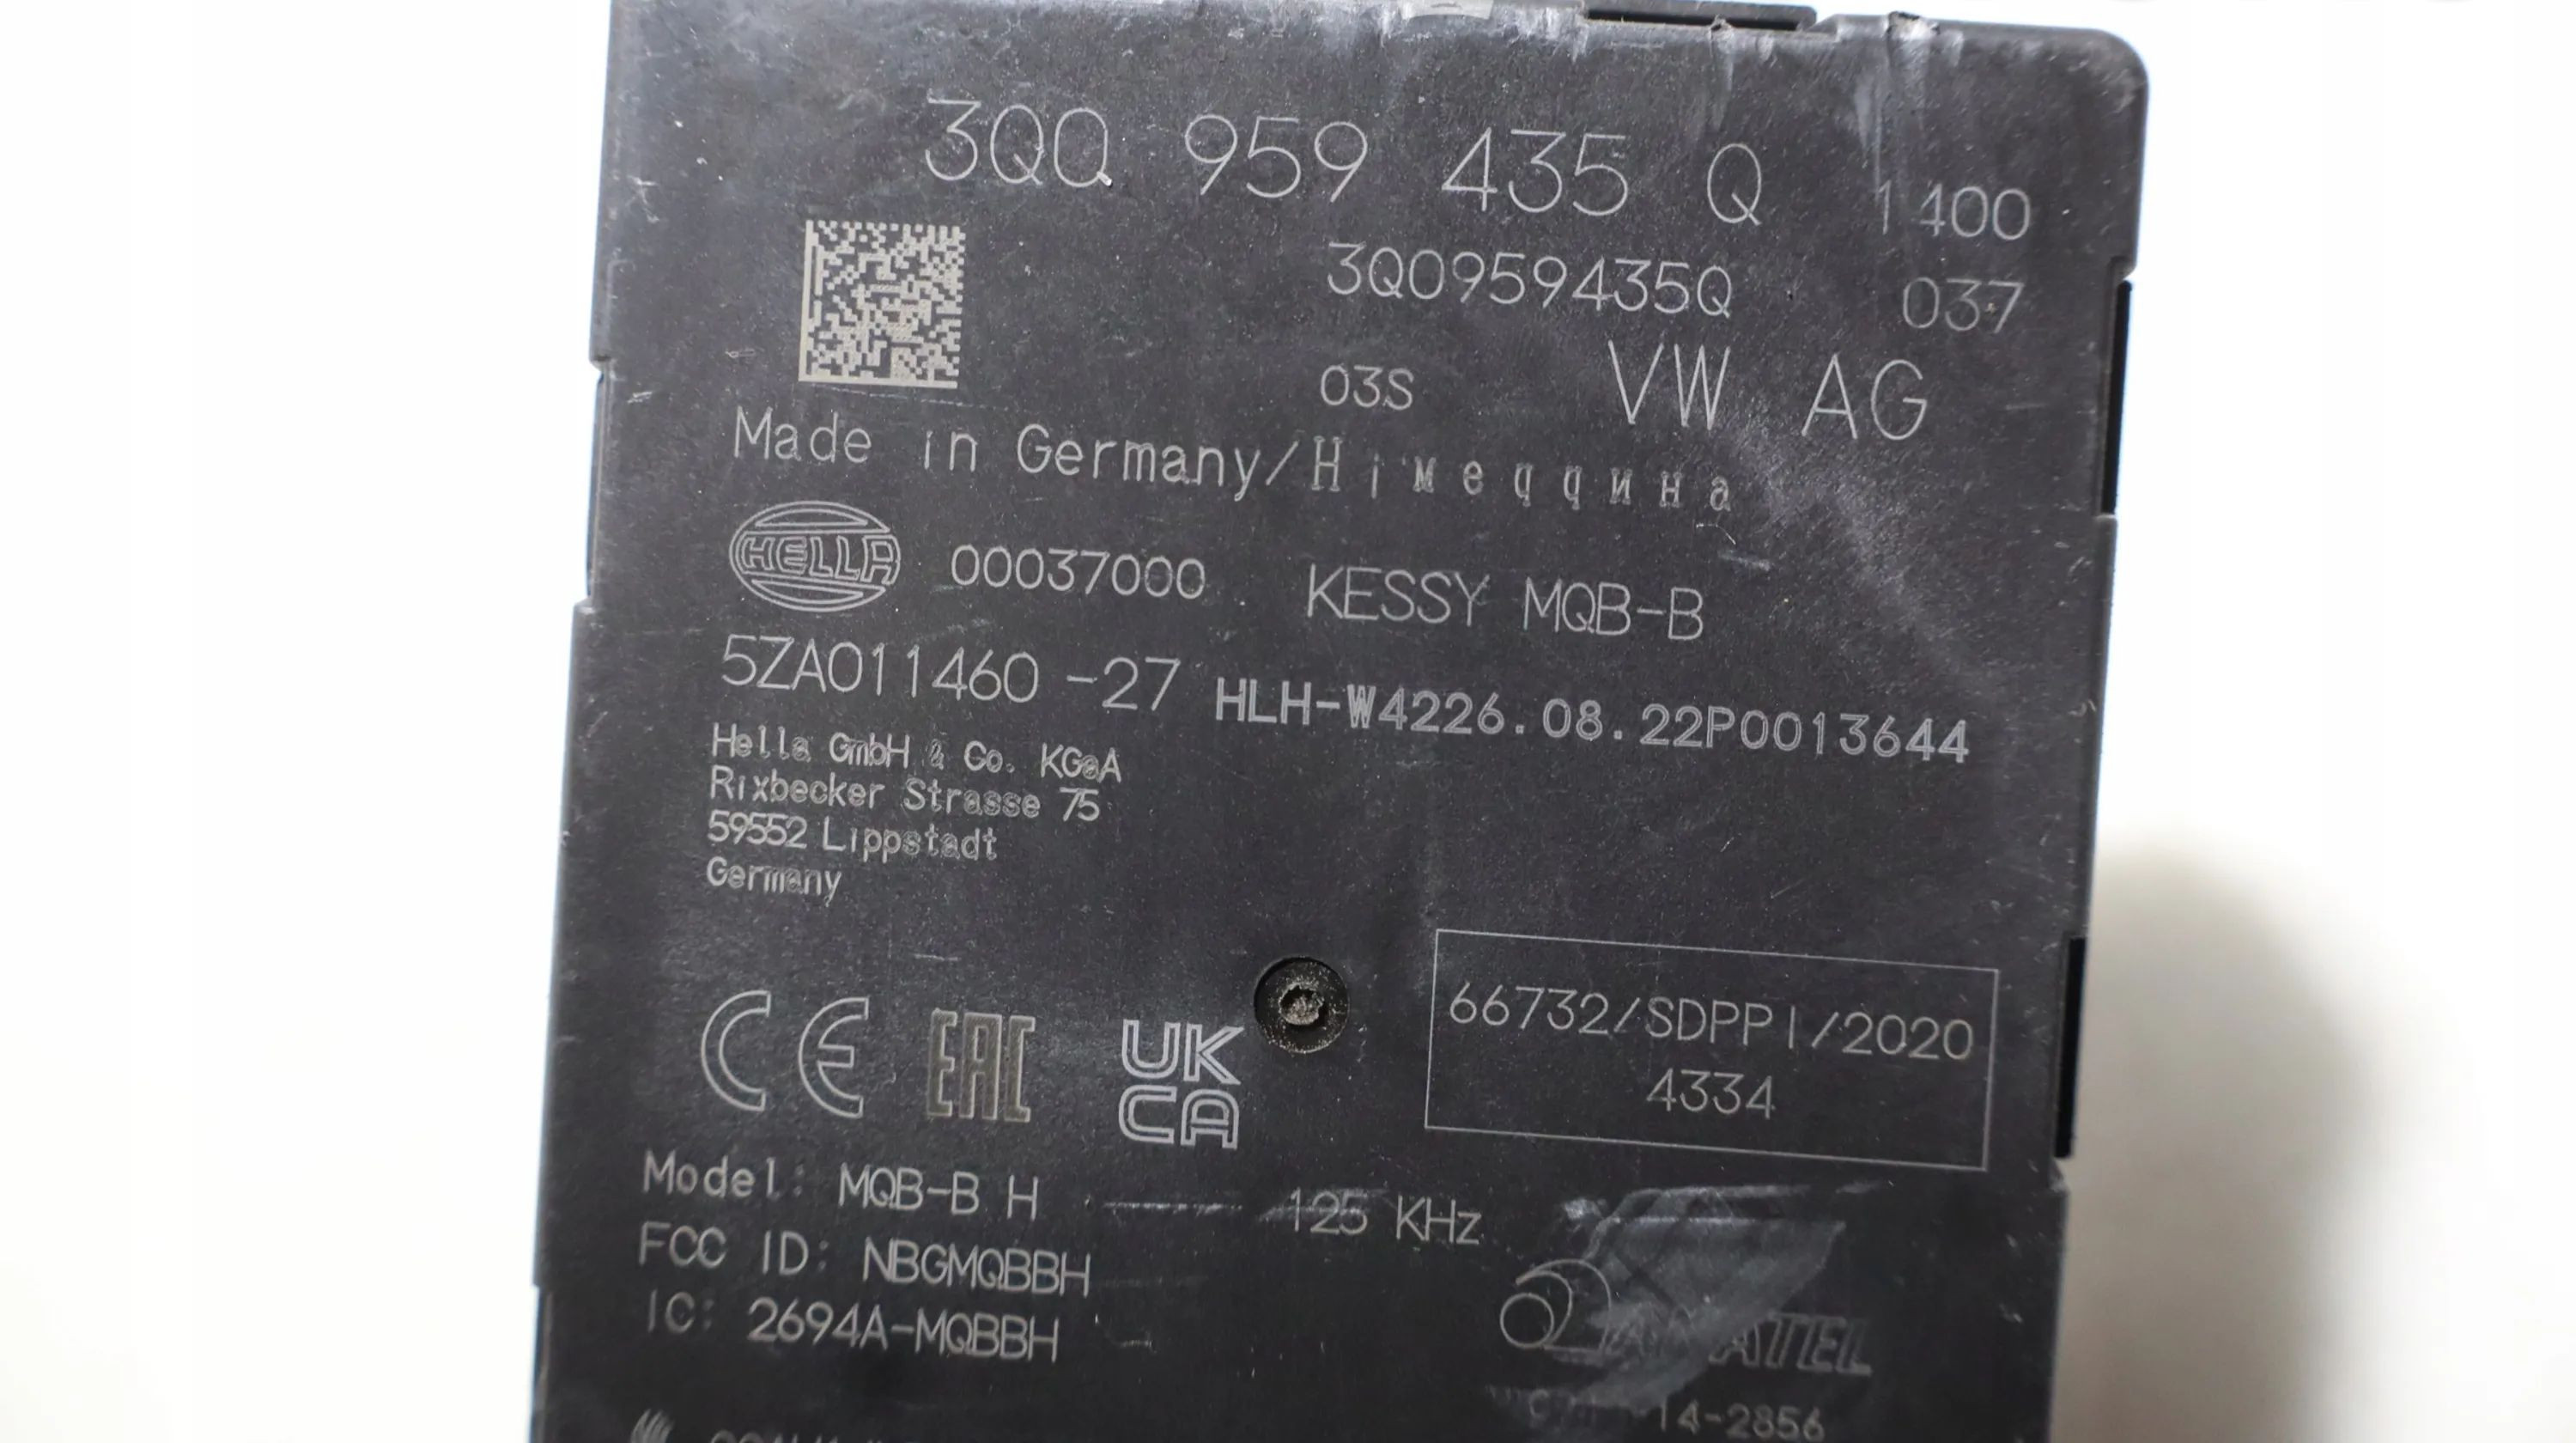 3Q0 959 435 Q 1400
3Q0959435Q 037
03S VW AG
Made in Germany/Німеччина
HELLA 00037000 KESSY MQB-B
5ZA011460-27 HLH-W4226.08.22P0013644
Hella GmbH & Co. KGaA
Rixbecker Strasse 75
59552 Lippstadt
Germany
CE EAC UK CA
66732/SDPPI/2020
4334
Model: MQB-B H 125 KHz
FCC ID: NBGMQBBH
IC: 2694A-MQBBH
14-2856